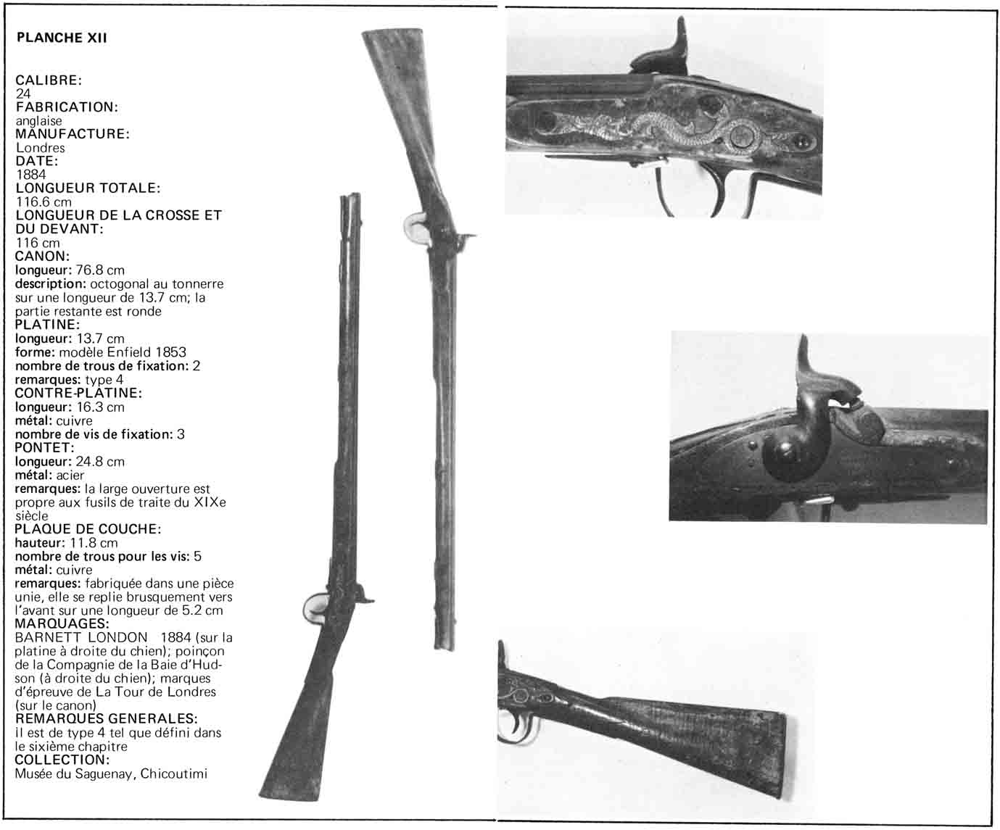 PLANCHE XII
CALIBRE:
24
FABRICATION:
anglaise
MANUFACTURE:
Londres
DATE:
1884
LONGUEUR TOTALE:
116.6 cm
LONGUEUR DE LA CROSSE ET
DU DEVANT:
116 cm
CANON:
longueur: 76.8 cm
description: octogonal au tonnerre
sur une longueur de 13.7 cm; la
partie restante est ronde
PLATINE:
longueur: 13.7 cm
forme: modèle Enfield 1853
nombre de trous de fixation: 2
remarques: type 4
CONTRE-PLATINE:
longueur: 16.3 cm
métal: cuivre
nombre de vis de fixation: 3
PONTET:
longueur: 24.8 cm
métal: acier
remarques: la large ouverture est
propre aux fusils de traite du XIXe
siècle
PLAQUE DE COUCHE:
hauteur: 11.8 cm
nombre de trous pour les vis: 5
métal: cuivre
remarques: fabriquée dans une pièce
unie, elle se replie brusquement vers
l'avant sur une longueur de 5.2 cm
MARQUAGES:
BARNETT LONDON 1884 (sur la
platine à droite du chien); poinçon
de la Compagnie de la Baie d'Hud-
son (à droite du chien); marques
d'épreuve de La Tour de Londres
(sur le canon)
REMARQUES GENERALES:
il est de type 4 tel que défini dans
le sixième chapitre
COLLECTION:
Musée du Saguenay, Chicoutimi